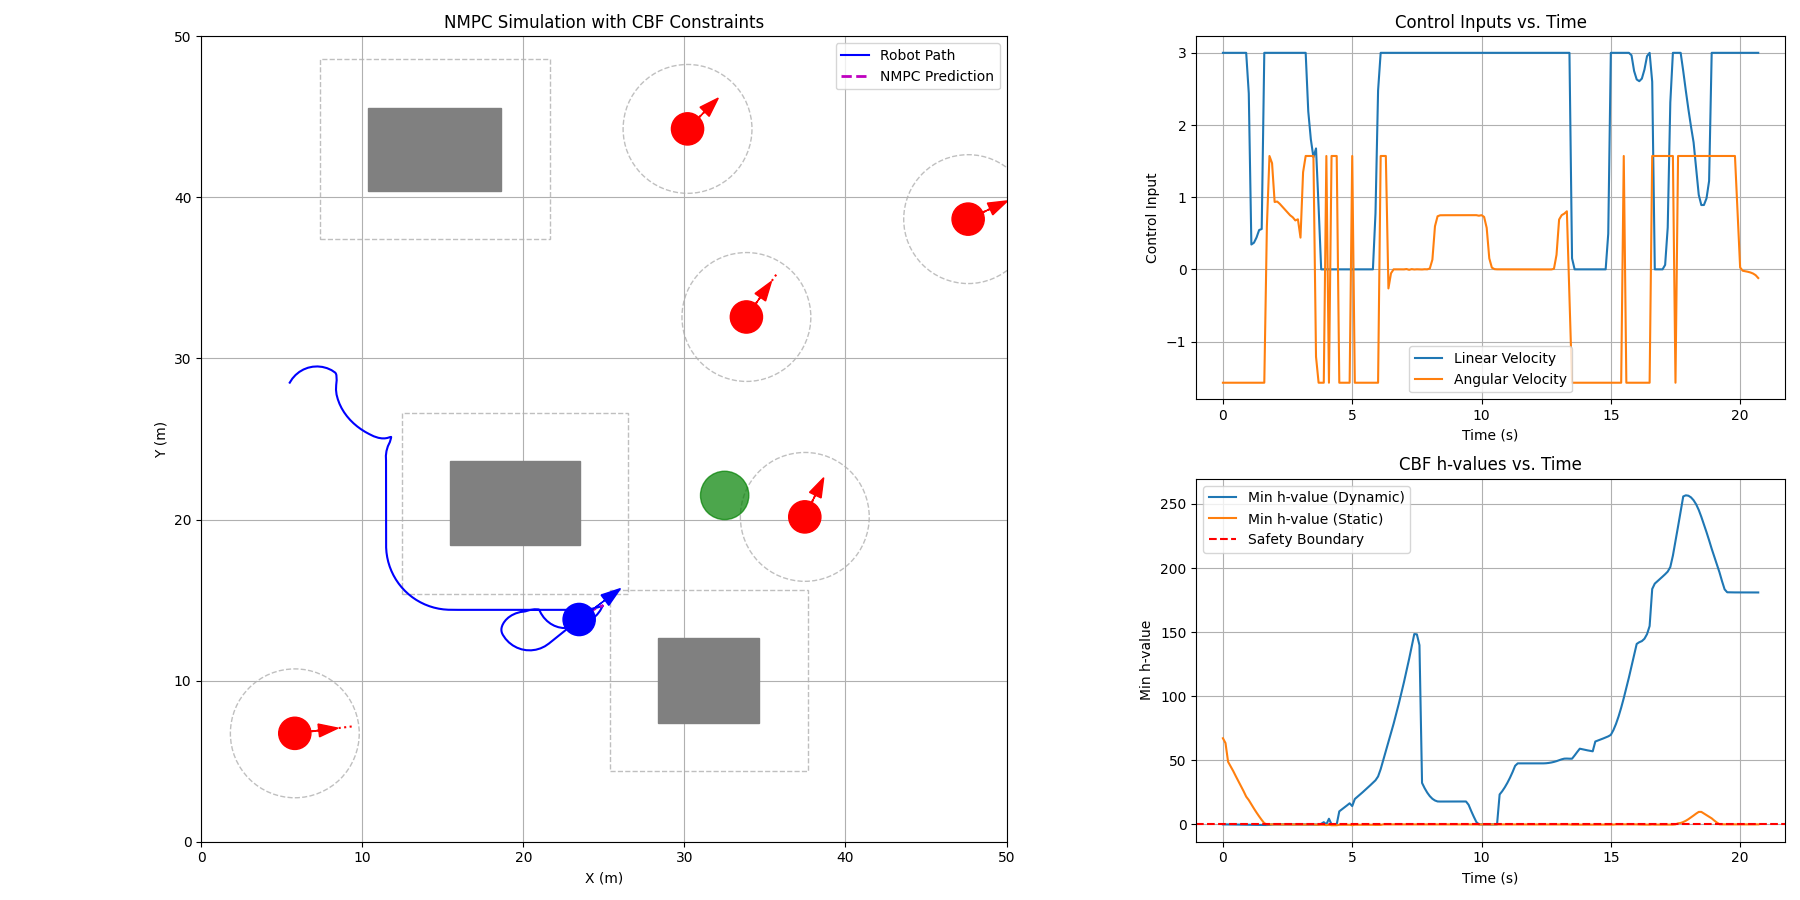 NMPC Simulation with CBF Constraints
Robot Path
NMPC Prediction
50
40
30
20
10
0
Y (m)
0 10 20 30 40 50
X (m)
Control Inputs vs. Time
3
2
1
0
−1
Control Input
Linear Velocity
Angular Velocity
0 5 10 15 20
Time (s)
CBF h-values vs. Time
Min h-value (Dynamic)
Min h-value (Static)
Safety Boundary
250
200
150
100
50
0
Min h-value
0 5 10 15 20
Time (s)